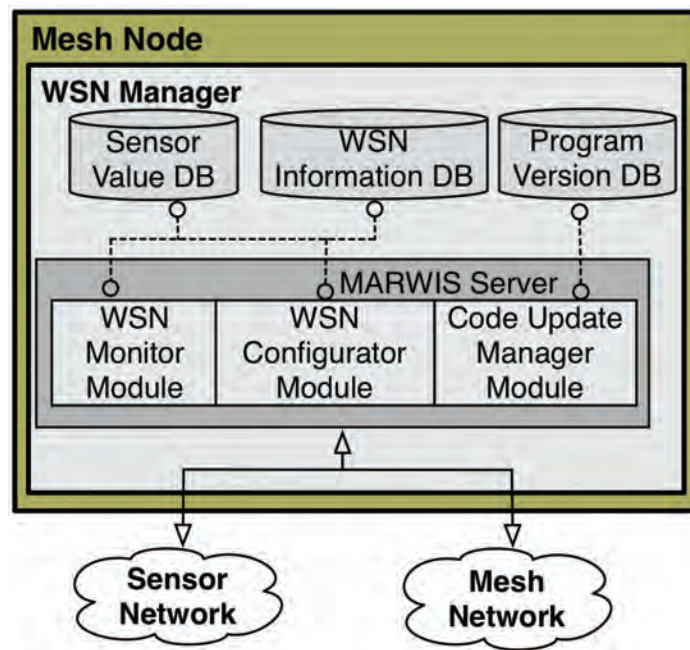 Mesh Node
WSN Manager
Sensor
Value DB
WSN
Information DB
Program
Version DB
MARWIS Server
WSN
Monitor
Module
WSN
Configurator
Module
Code Update
Manager
Module
Sensor
Network
Mesh
Network